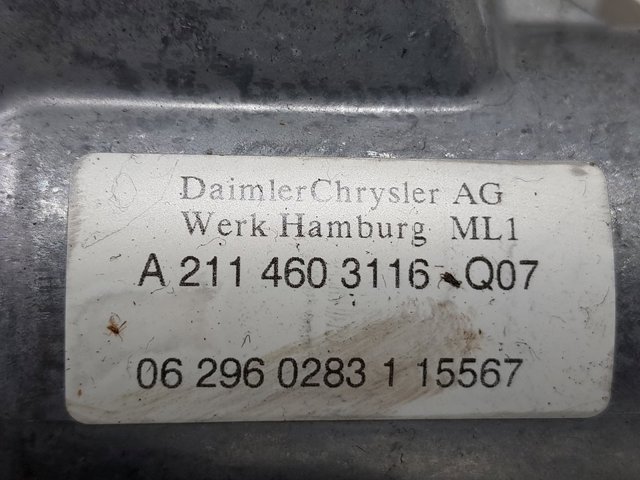 DaimlerChrysler AG
Werk Hamburg ML1
A 211 460 3116 Q07
06 296 0283 1 15567